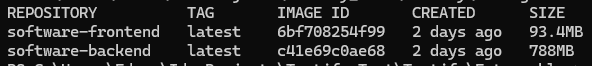 REPOSITORY TAG IMAGE ID CREATED SIZE
software-frontend latest 6bf708254f99 2 days ago 93.4MB
software-backend latest c41e69c0ae68 2 days ago 788MB